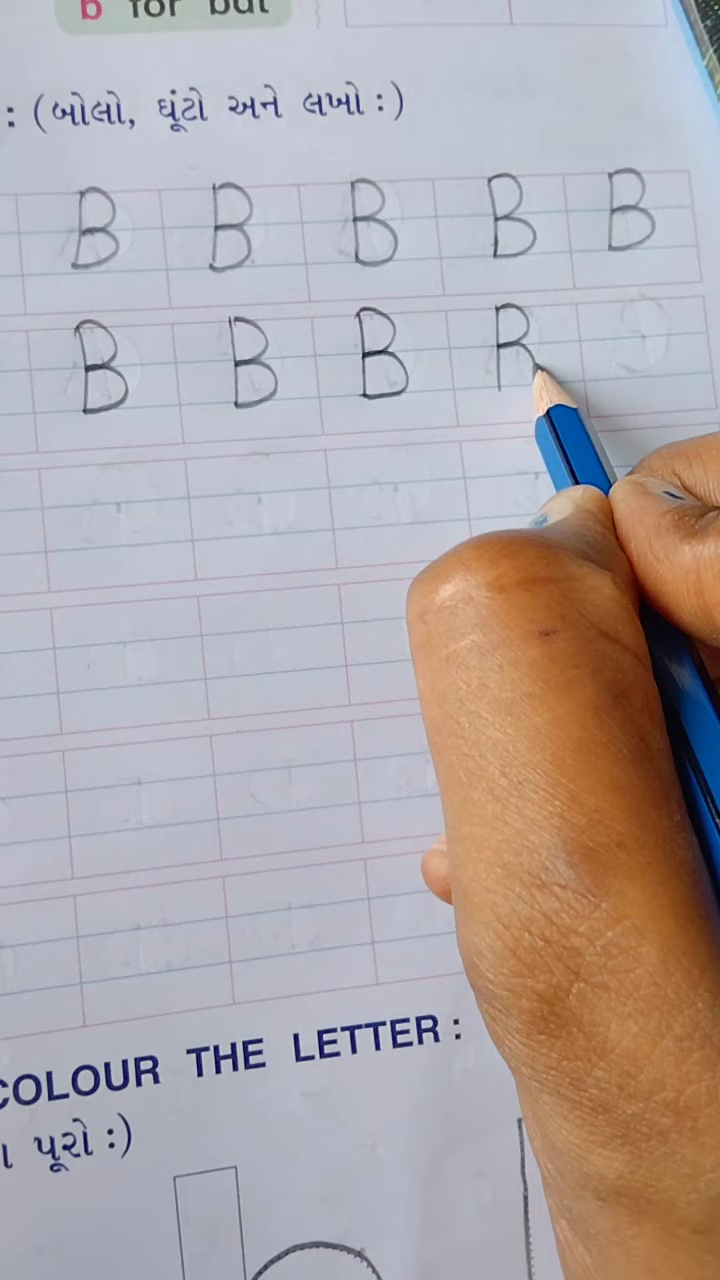 b for bat
: (બોલો, ઘૂંટો અને લખો :)
B B B B B
B B B
COLOUR THE LETTER :
પૂરો :)